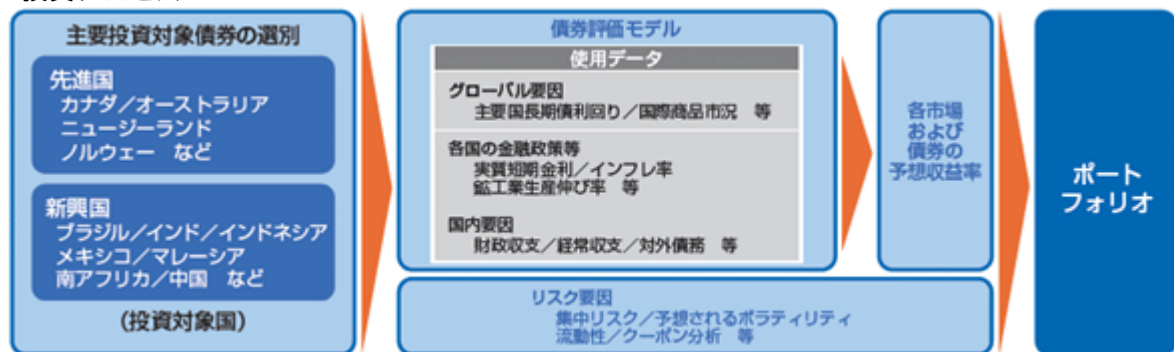 主要投資対象債券の選別
先進国
カナダ／オーストラリア
ニュージーランド
ノルウェー など
新興国
ブラジル／インド／インドネシア
メキシコ／マレーシア
南アフリカ／中国 など
(投資対象国)
債券評価モデル
使用データ
グローバル要因
主要国長期債利回り／国際商品市況 等
各国の金融政策等
実質短期金利／インフレ率
鉱工業生産伸び率 等
国内要因
財政収支／経常収支／対外債務 等
リスク要因
集中リスク／予想されるボラティリティ
流動性／クーポン分析 等
各市場
および
債券の
予想収益率
ポート
フォリオ